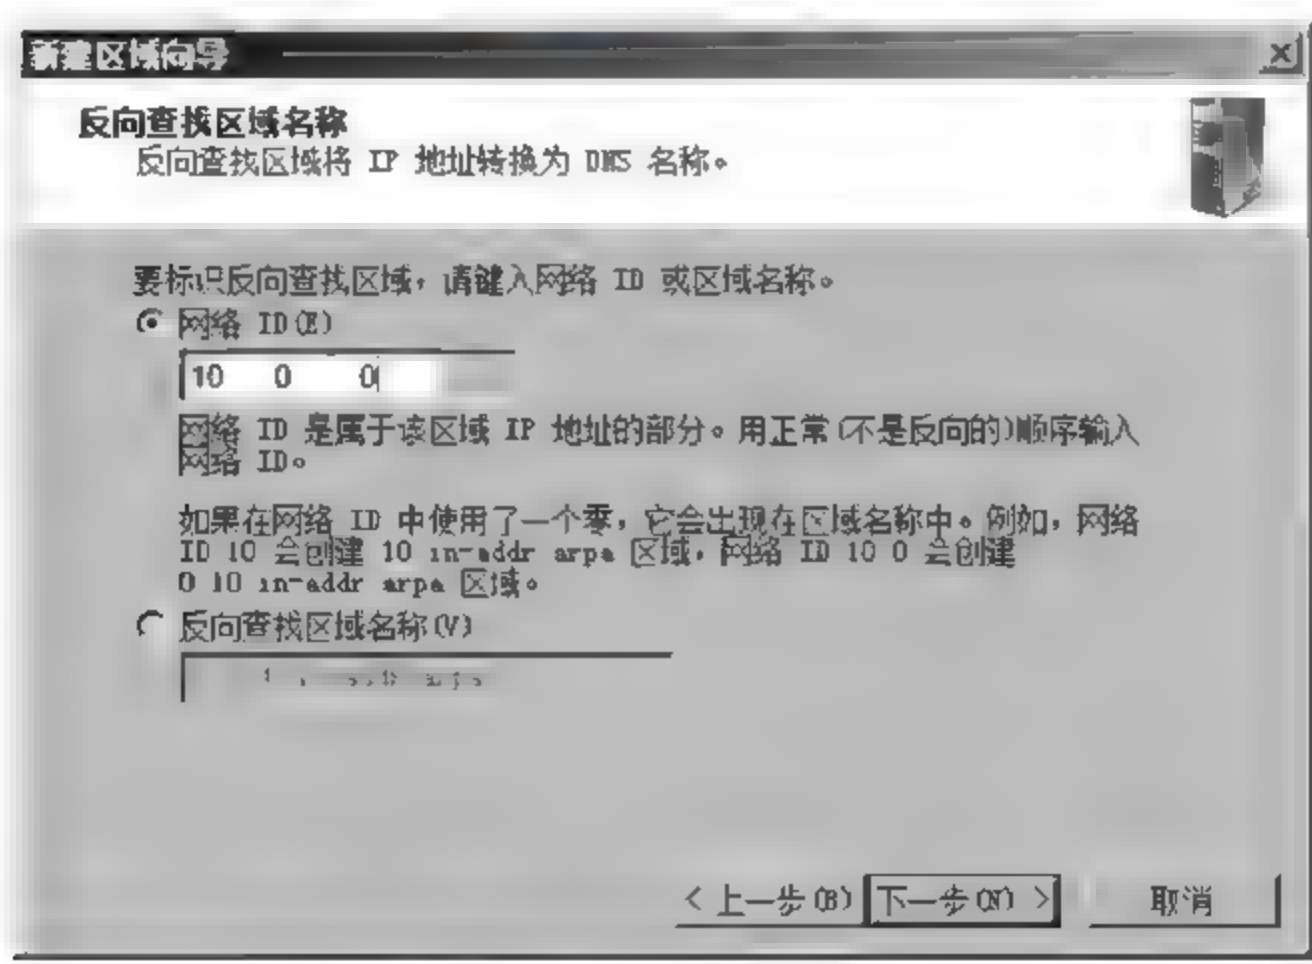 新建区域向导
反向查找区域名称
反向查找区域将 IP 地址转换为 DNS 名称。
要标识反向查找区域，请键入网络 ID 或区域名称。
网络 ID(E)
10 0 0
网络 ID 是属于该区域 IP 地址的部分。用正常(不是反向的)顺序输入
网络 ID。
如果在网络 ID 中使用了一个零，它会出现在区域名称中。例如，网络
ID 10 会创建 10 in-addr arpa 区域，网络 ID 10 0 会创建
0 10 in-addr arpa 区域。
反向查找区域名称(V)
< 上一步(B) 下一步(N) > 取消